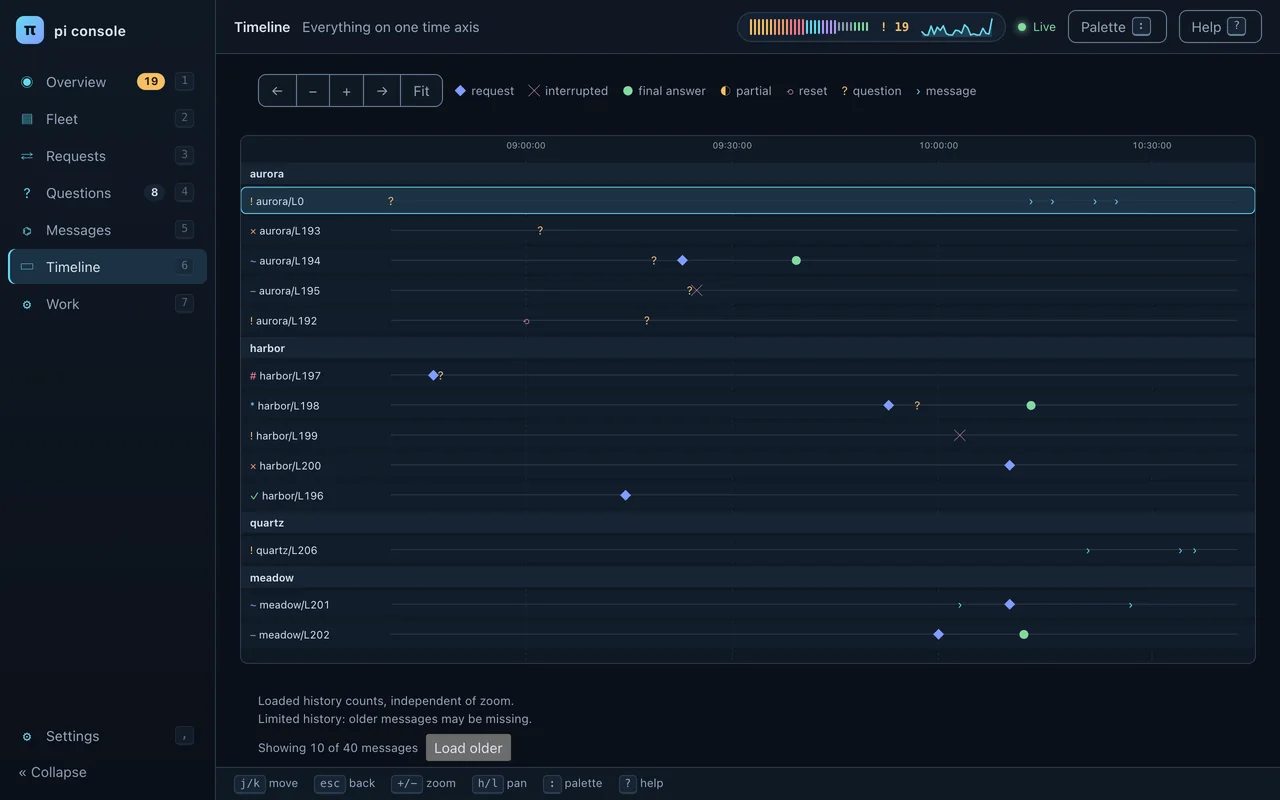 π pi console
Overview 19 1
Fleet 2
Requests 3
? Questions 8 4
Messages 5
Timeline 6
Work 7
Settings ,
« Collapse
Timeline Everything on one time axis
! 19
Live
Palette :
Help ?
← − + → Fit
request interrupted final answer partial reset ? question › message
09:00:00 09:30:00 10:00:00 10:30:00
aurora
! aurora/L0 ? › › › ›
× aurora/L193 ?
~ aurora/L194 ?
− aurora/L195 ?
! aurora/L192 ?
harbor
# harbor/L197 ?
* harbor/L198 ?
! harbor/L199
× harbor/L200
✓ harbor/L196
quartz
! quartz/L206 › › ›
meadow
~ meadow/L201 › ›
− meadow/L202
Loaded history counts, independent of zoom.
Limited history: older messages may be missing.
Showing 10 of 40 messages Load older
j/k move esc back +/− zoom h/l pan : palette ? help